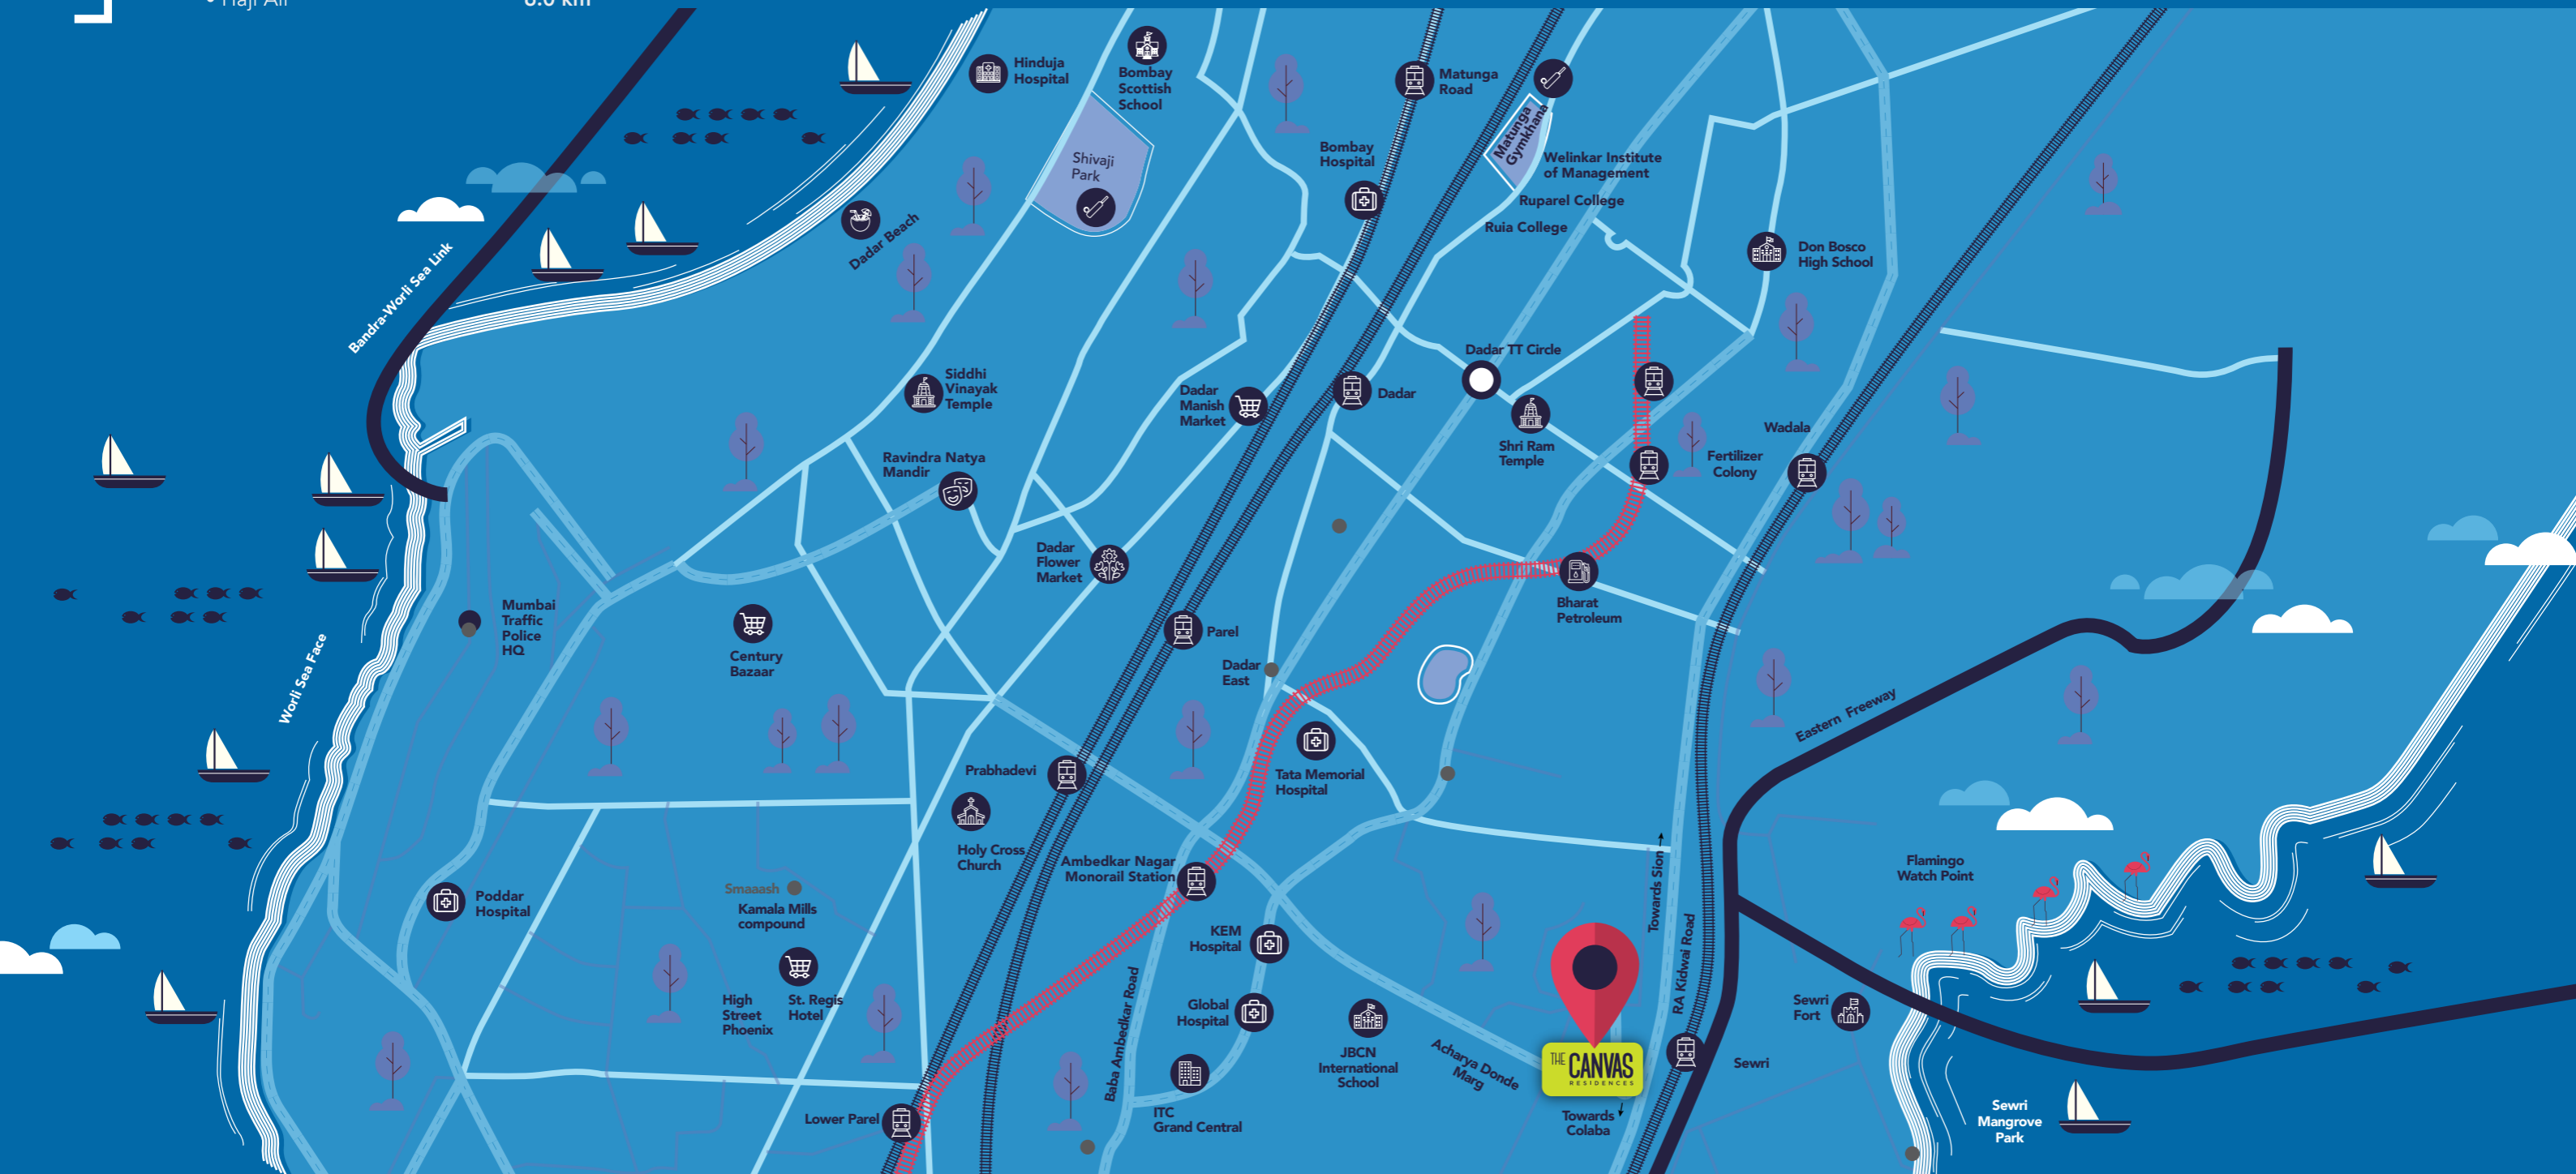 • Haji Ali
6.0 km
Hinduja
Hospital
Bombay
Scottish
School
Matunga
Road
Matunga
Gymkhana
Bombay
Hospital
Welinkar Institute
of Management
Ruparel College
Ruia College
Shivaji
Park
Dadar Beach
Don Bosco
High School
Bandra-Worli Sea Link
Siddhi
Vinayak
Temple
Dadar
Manish
Market
Dadar
Dadar TT Circle
Shri Ram
Temple
Wadala
Fertilizer
Colony
Ravindra Natya
Mandir
Dadar
Flower
Market
Mumbai
Traffic
Police
HQ
Century
Bazaar
Parel
Dadar
East
Bharat
Petroleum
Worli Sea Face
Eastern Freeway
Prabhadevi
Tata Memorial
Hospital
Holy Cross
Church
Ambedkar Nagar
Monorail Station
Poddar
Hospital
Smaaash
Kamala Mills
compound
KEM
Hospital
Towards Sion
RA Kidwai Road
Flamingo
Watch Point
High
Street
Phoenix
St. Regis
Hotel
Baba Ambedkar Road
Global
Hospital
JBCN
International
School
Acharya Donde
Marg
THE CANVAS
RESIDENCES
Sewri
Sewri
Fort
Lower Parel
ITC
Grand Central
Towards
Colaba
Sewri
Mangrove
Park